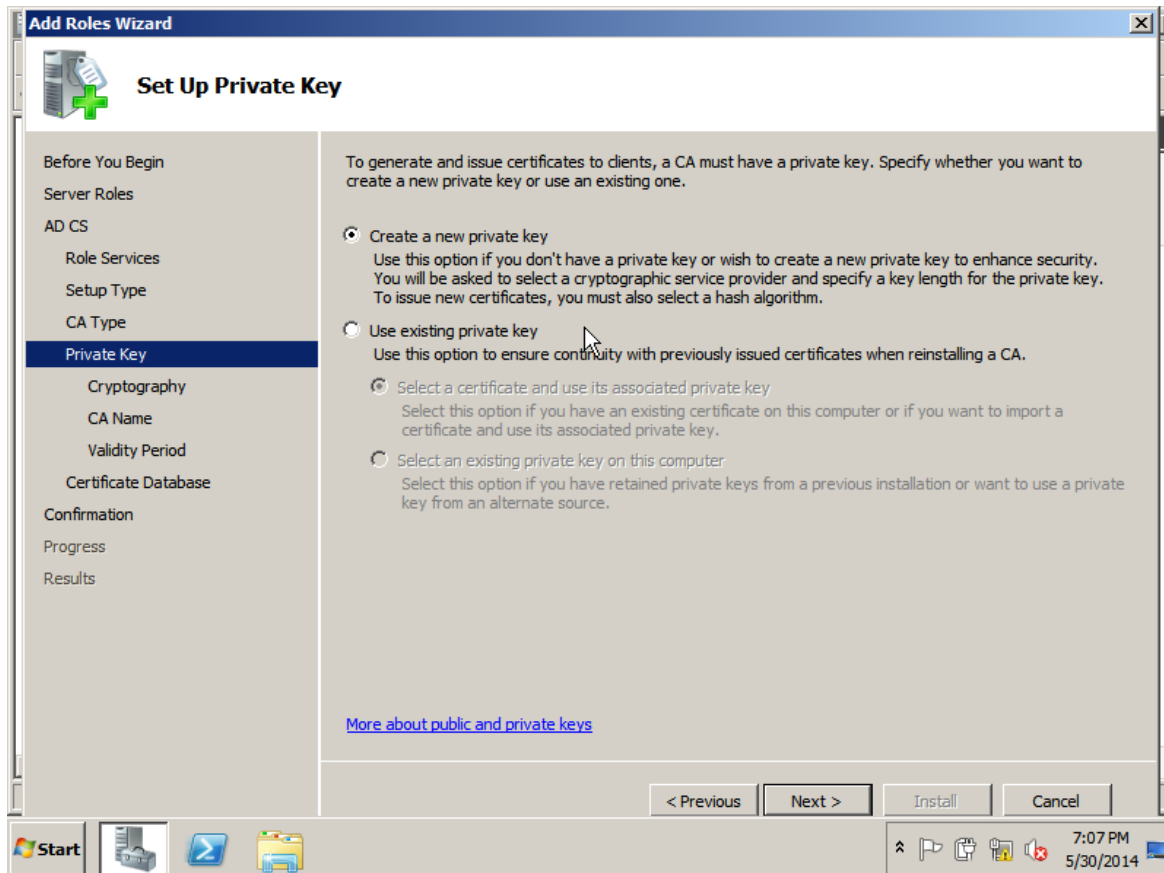 Add Roles Wizard
Set Up Private Key
Before You Begin
Server Roles
AD CS
Role Services
Setup Type
CA Type
Private Key
Cryptography
CA Name
Validity Period
Certificate Database
Confirmation
Progress
Results
To generate and issue certificates to clients, a CA must have a private key. Specify whether you want to
create a new private key or use an existing one.
Create a new private key
Use this option if you don't have a private key or wish to create a new private key to enhance security.
You will be asked to select a cryptographic service provider and specify a key length for the private key.
To issue new certificates, you must also select a hash algorithm.
Use existing private key
Use this option to ensure continuity with previously issued certificates when reinstalling a CA.
Select a certificate and use its associated private key
Select this option if you have an existing certificate on this computer or if you want to import a
certificate and use its associated private key.
Select an existing private key on this computer
Select this option if you have retained private keys from a previous installation or want to use a private
key from an alternate source.
More about public and private keys
< Previous
Next >
Install
Cancel
Start
7:07 PM
5/30/2014